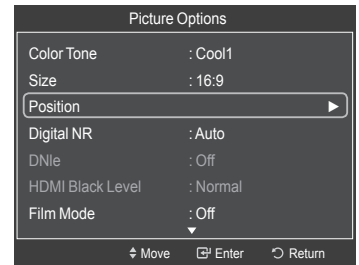 Picture Options
Color Tone : Cool1
Size : 16:9
Position ►
Digital NR : Auto
DNIe : Off
HDMI Black Level : Normal
Film Mode : Off
▼
Move Enter Return